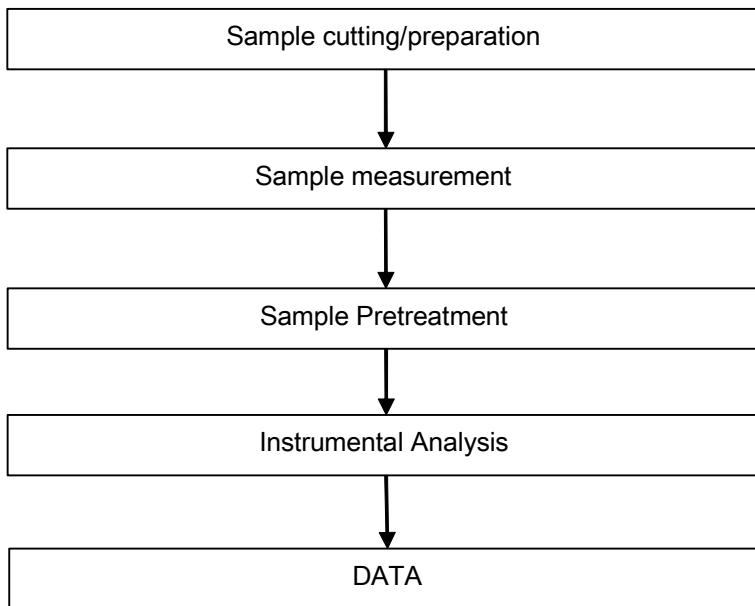 Sample cutting/preparation
Sample measurement
Sample Pretreatment
Instrumental Analysis
DATA